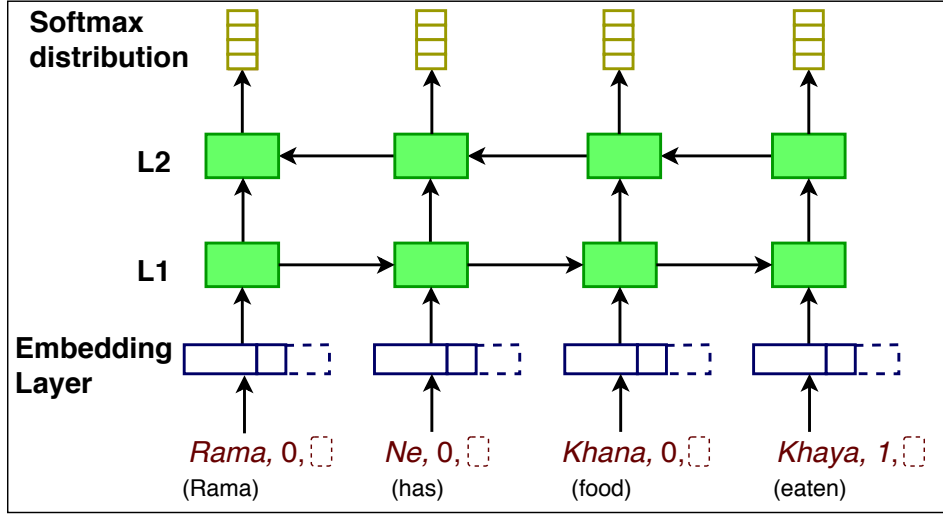 Softmax
distribution
L2
L1
Embedding
Layer
Rama, 0,
Ne, 0,
Khana, 0,
Khaya, 1,
(Rama)
(has)
(food)
(eaten)